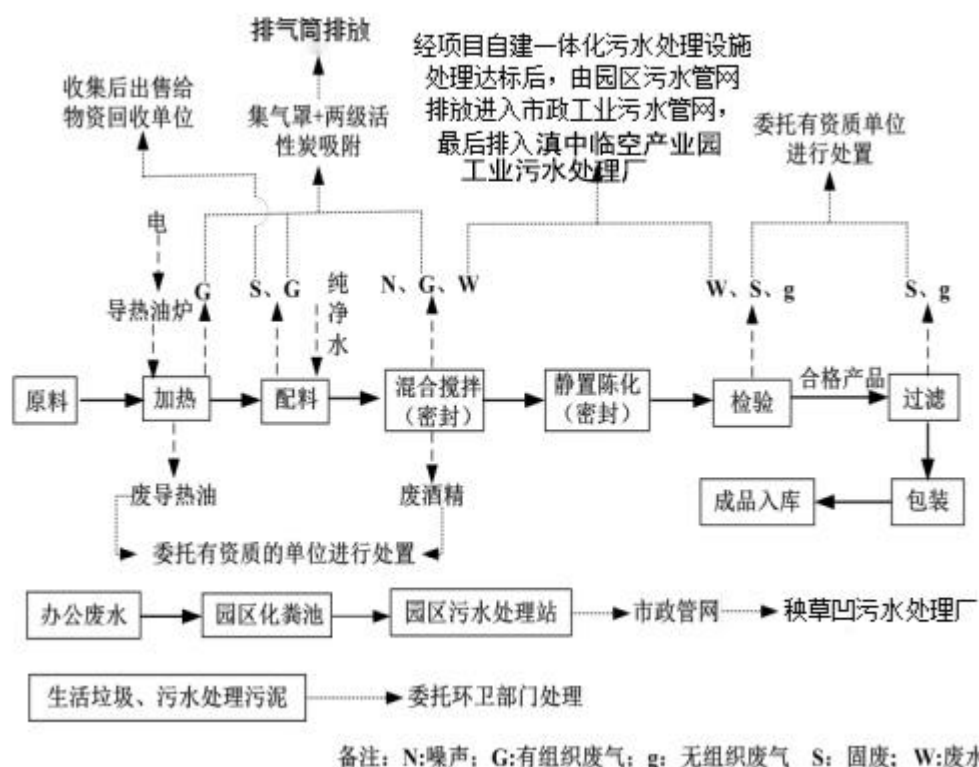 排气筒排放
经项目自建一体化污水处理设施
处理达标后，由园区污水管网
排放进入市政工业污水管网，
最后排入滇中临空产业园
工业污水处理厂
收集后出售给
物资回收单位
集气罩+两级活
性炭吸附
委托有资质单位
进行处置
电
导热油炉
G
S、G
纯净水
N、G、W
W、S、g
S、g
原料
加热
配料
混合搅拌
（密封）
静置陈化
（密封）
检验
合格产品
过滤
废导热油
废酒精
成品入库
包装
委托有资质的单位进行处置
办公废水
园区化粪池
园区污水处理站
市政管网
秧草凹污水处理厂
生活垃圾、污水处理污泥
委托环卫部门处理
备注：N:噪声；G:有组织废气；g：无组织废气 S：固废；W:废水